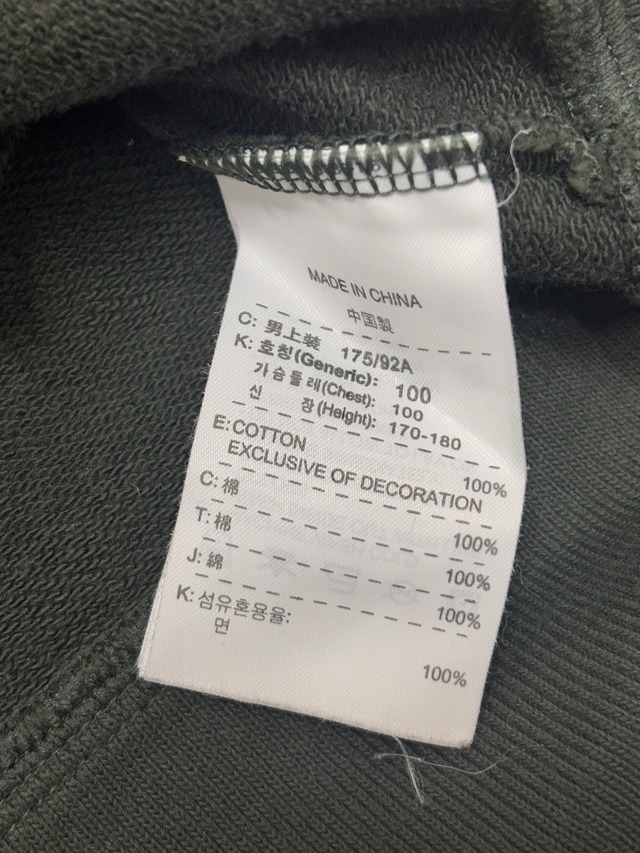 MADE IN CHINA
中国製
C: 男上裝 175/92A
K: 호칭(Generic): 100
가슴둘레(Chest): 100
신 장(Height): 170-180
E:COTTON 100%
EXCLUSIVE OF DECORATION
C: 棉 100%
T: 棉 100%
J: 綿 100%
K: 섬유혼용율:
면 100%